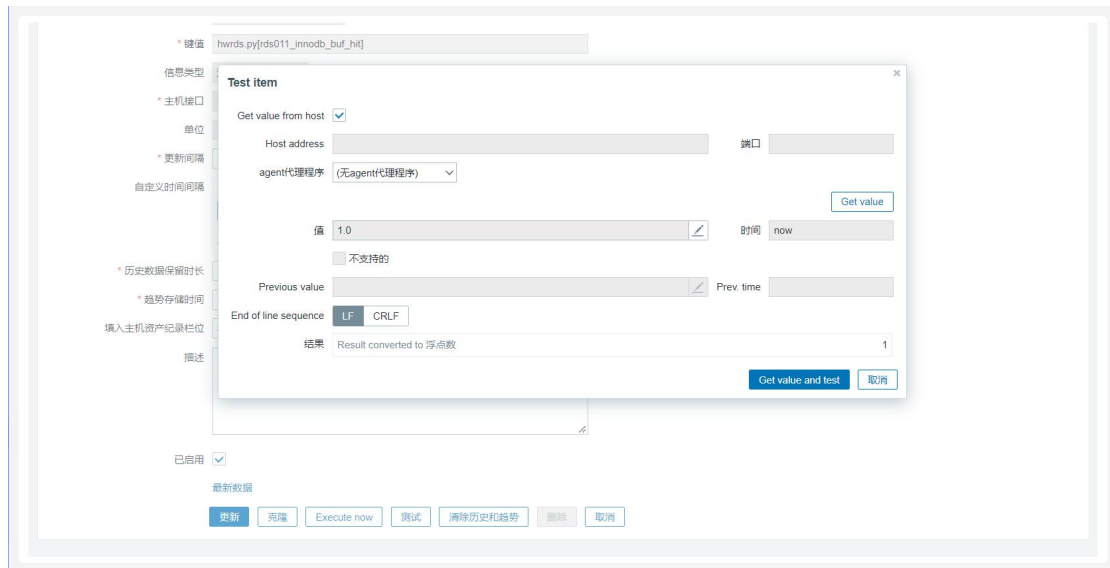 * 键值 hwrds.py[rds011_innodb_buf_hit]
信息类型
* 主机接口
单位
* 更新间隔
自定义时间间隔
* 历史数据保留时长
* 趋势存储时间
填入主机资产纪录栏位
描述
Test item
Get value from host
Host address 端口
agent代理程序 (无agent代理程序)
Get value
值 1.0 时间 now
不支持的
Previous value Prev. time
End of line sequence LF CRLF
结果 Result converted to 浮点数 1
Get value and test 取消
已启用
最新数据
更新 克隆 Execute now 测试 清除历史和趋势 删除 取消